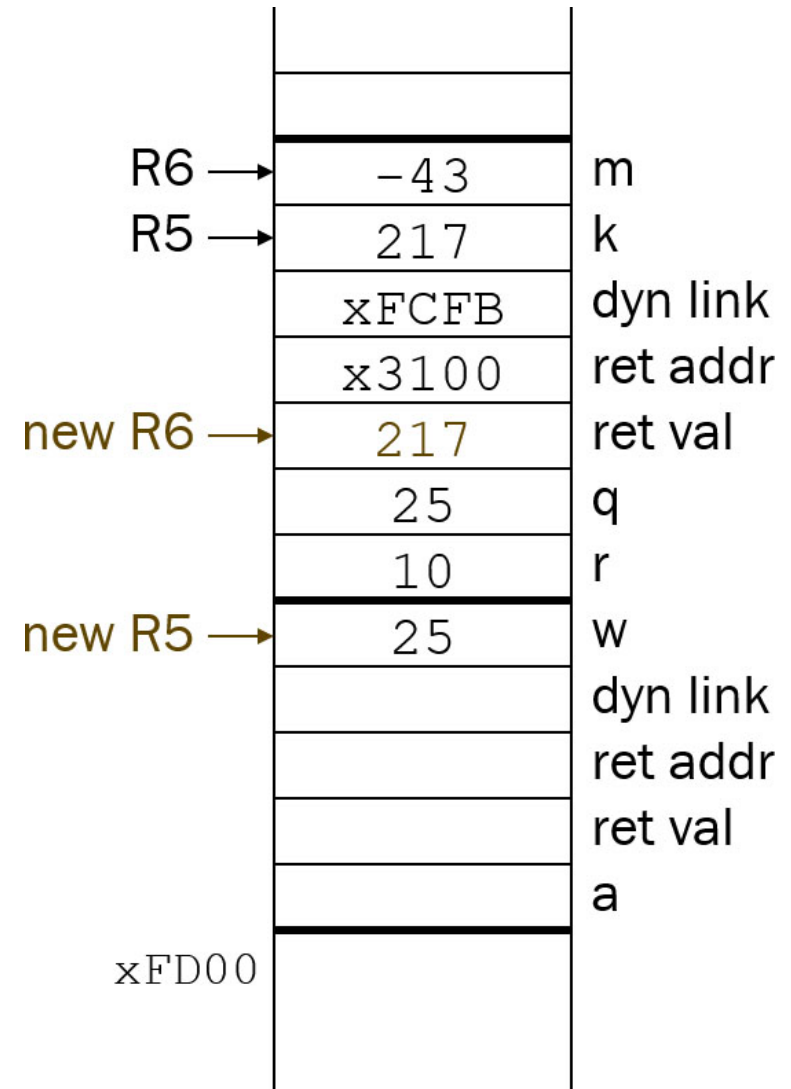 R6 -43 m
R5 217 k
xFCFB dyn link
x3100 ret addr
new R6 217 ret val
25 q
10 r
new R5 25 w
dyn link
ret addr
ret val
a
xFD00